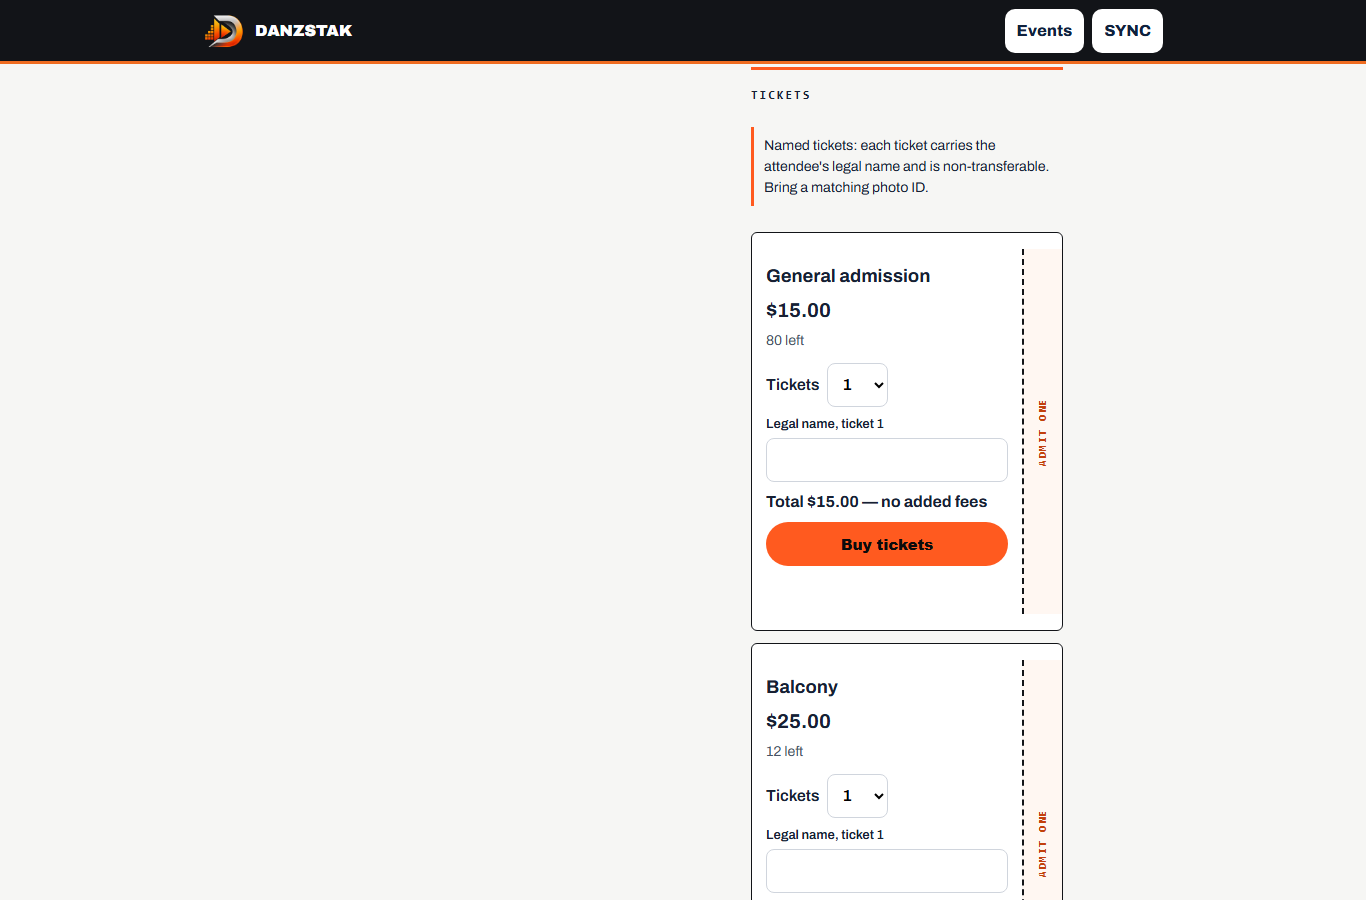 DANZSTAK
Events
SYNC
TICKETS
Named tickets: each ticket carries the
attendee's legal name and is non-transferable.
Bring a matching photo ID.
General admission
$15.00
80 left
Tickets 1
Legal name, ticket 1
Total $15.00 — no added fees
Buy tickets
ADMIT ONE
Balcony
$25.00
12 left
Tickets 1
Legal name, ticket 1
ADMIT ONE